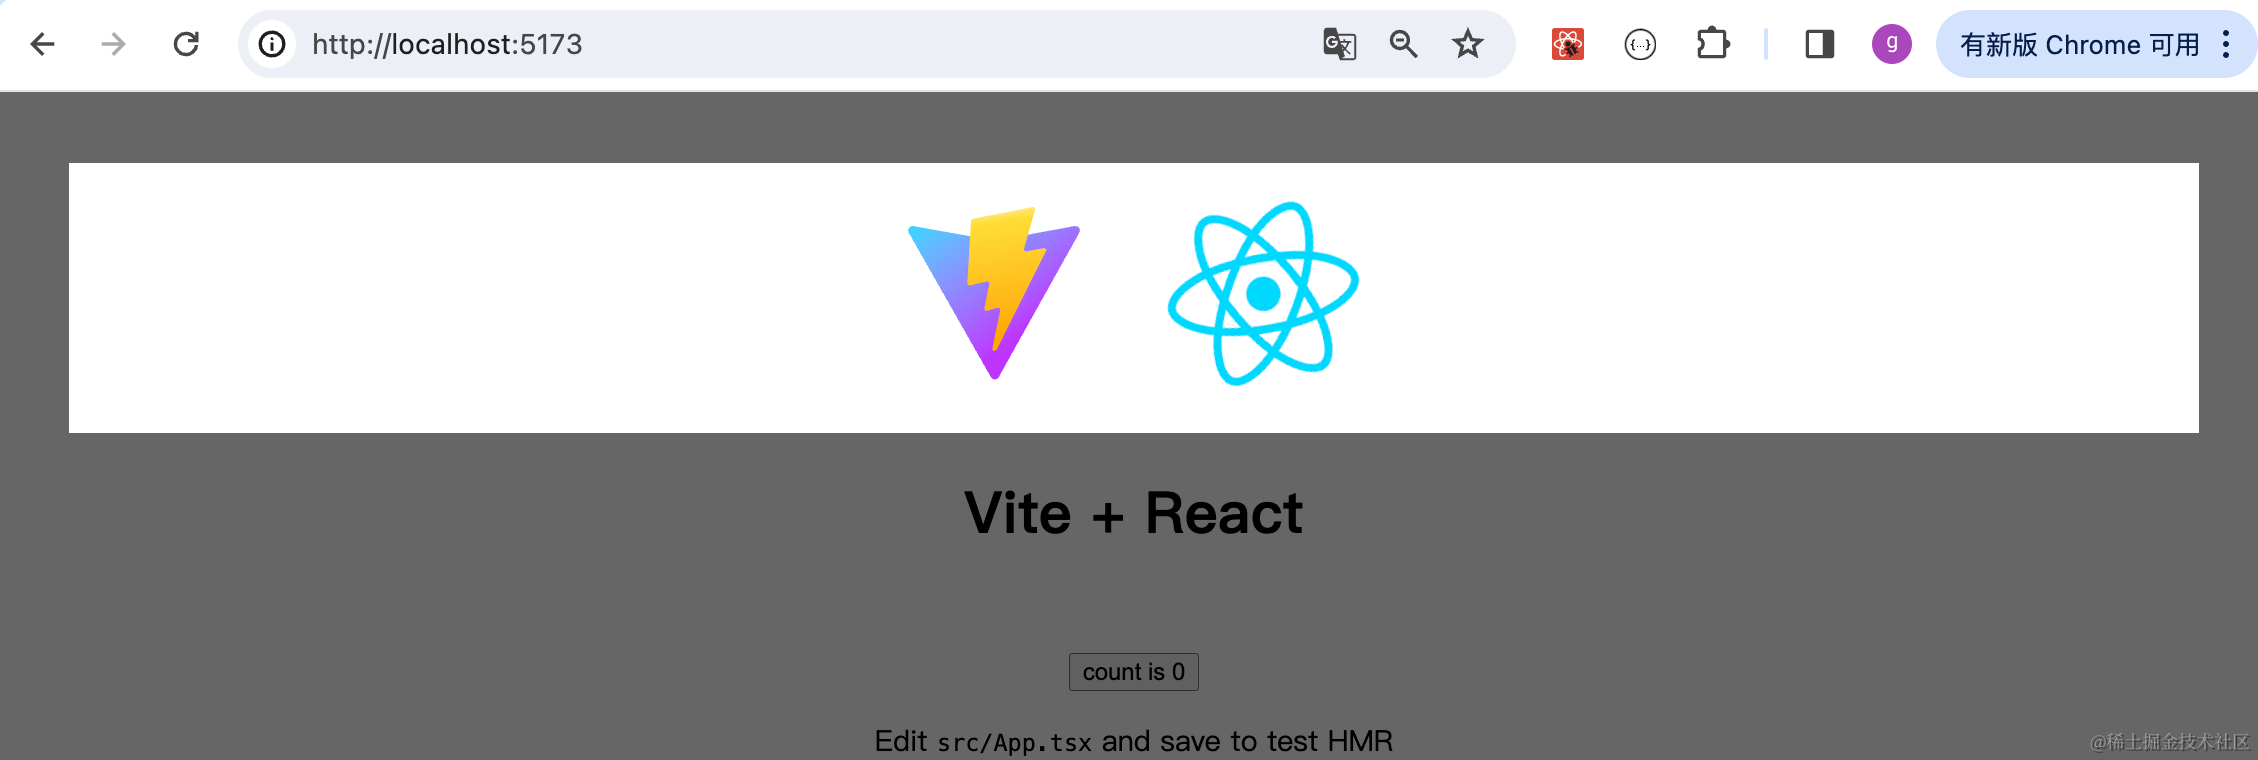 http://localhost:5173
g
有新版 Chrome 可用
Vite + React
count is 0
Edit src/App.tsx and save to test HMR
@稀土掘金技术社区